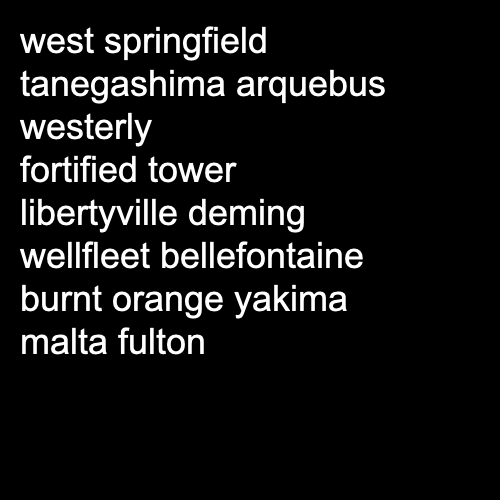 west springfield
tanegashima arquebus
westerly
fortified tower
libertyville deming
wellfleet bellefontaine
burnt orange yakima
malta fulton